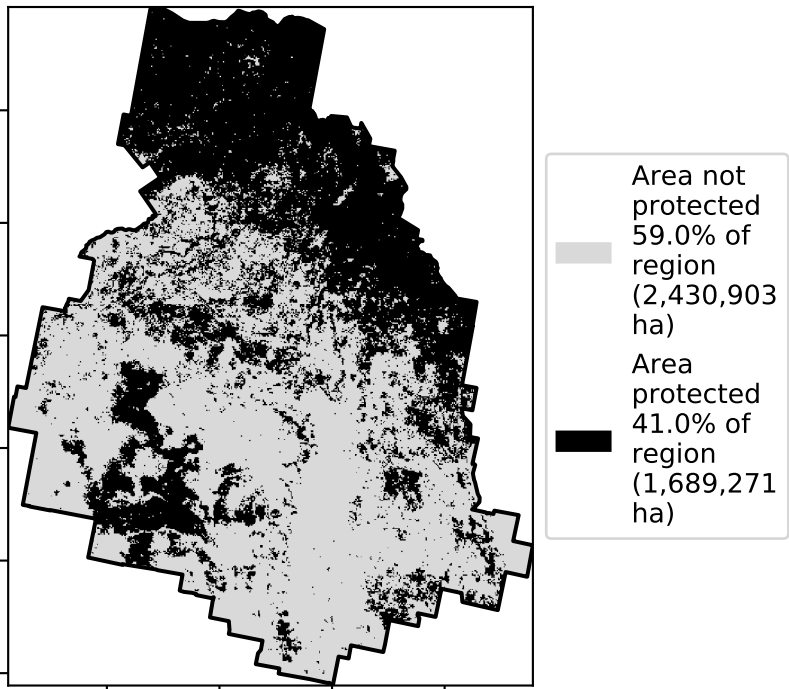 Area not
protected
59.0% of
region
(2,430,903
ha)
Area
protected
41.0% of
region
(1,689,271
ha)